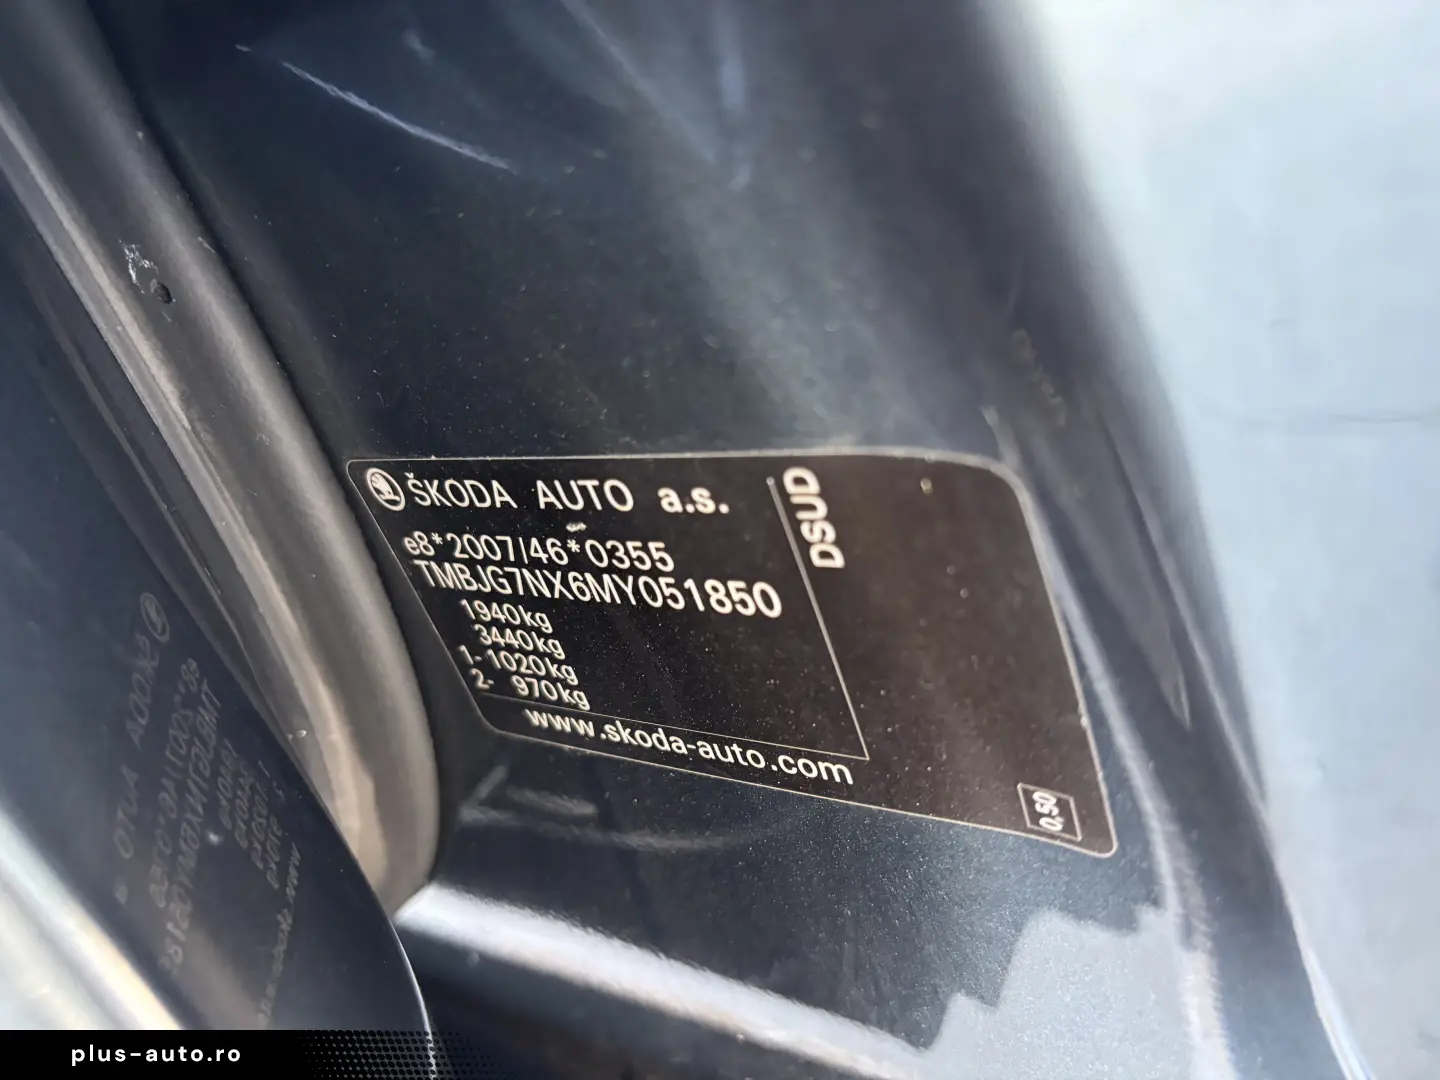 ŠKODA AUTO a.s.
e8*2007/46*0355
TMBJG7NX6MY051850
1940kg
3440kg
1- 1020kg
2- 970kg
www.skoda-auto.com
DSUD
0.50
plus-auto.ro